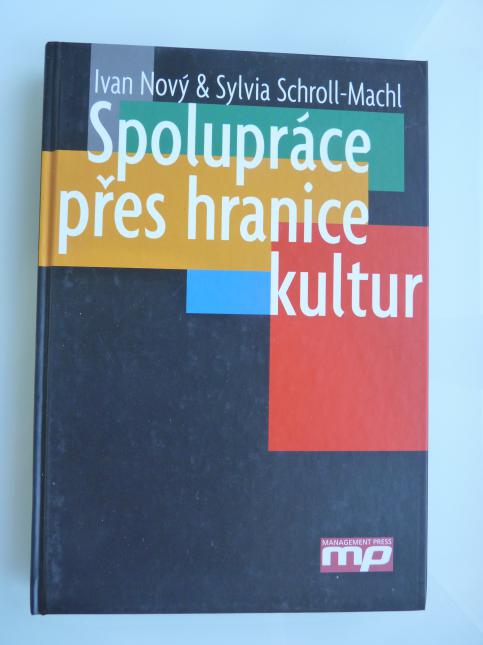 Ivan Nový & Sylvia Schroll-Machl
Spolupráce
přes hranice
kultur
MANAGEMENT PRESS
mp